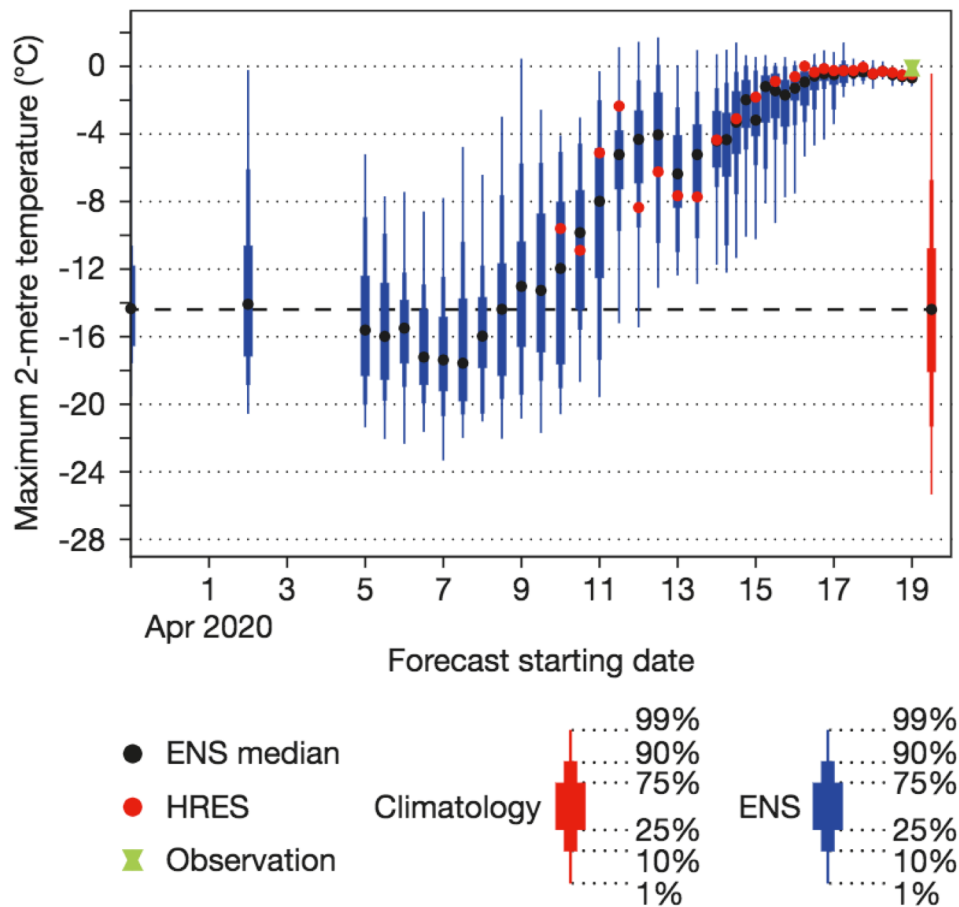 Maximum 2-metre temperature (°C)
0
-4
-8
-12
-16
-20
-24
-28
1 3 5 7 9 11 13 15 17 19
Apr 2020
Forecast starting date
ENS median
HRES
Observation
Climatology
99%
90%
75%
25%
10%
1%
ENS
99%
90%
75%
25%
10%
1%